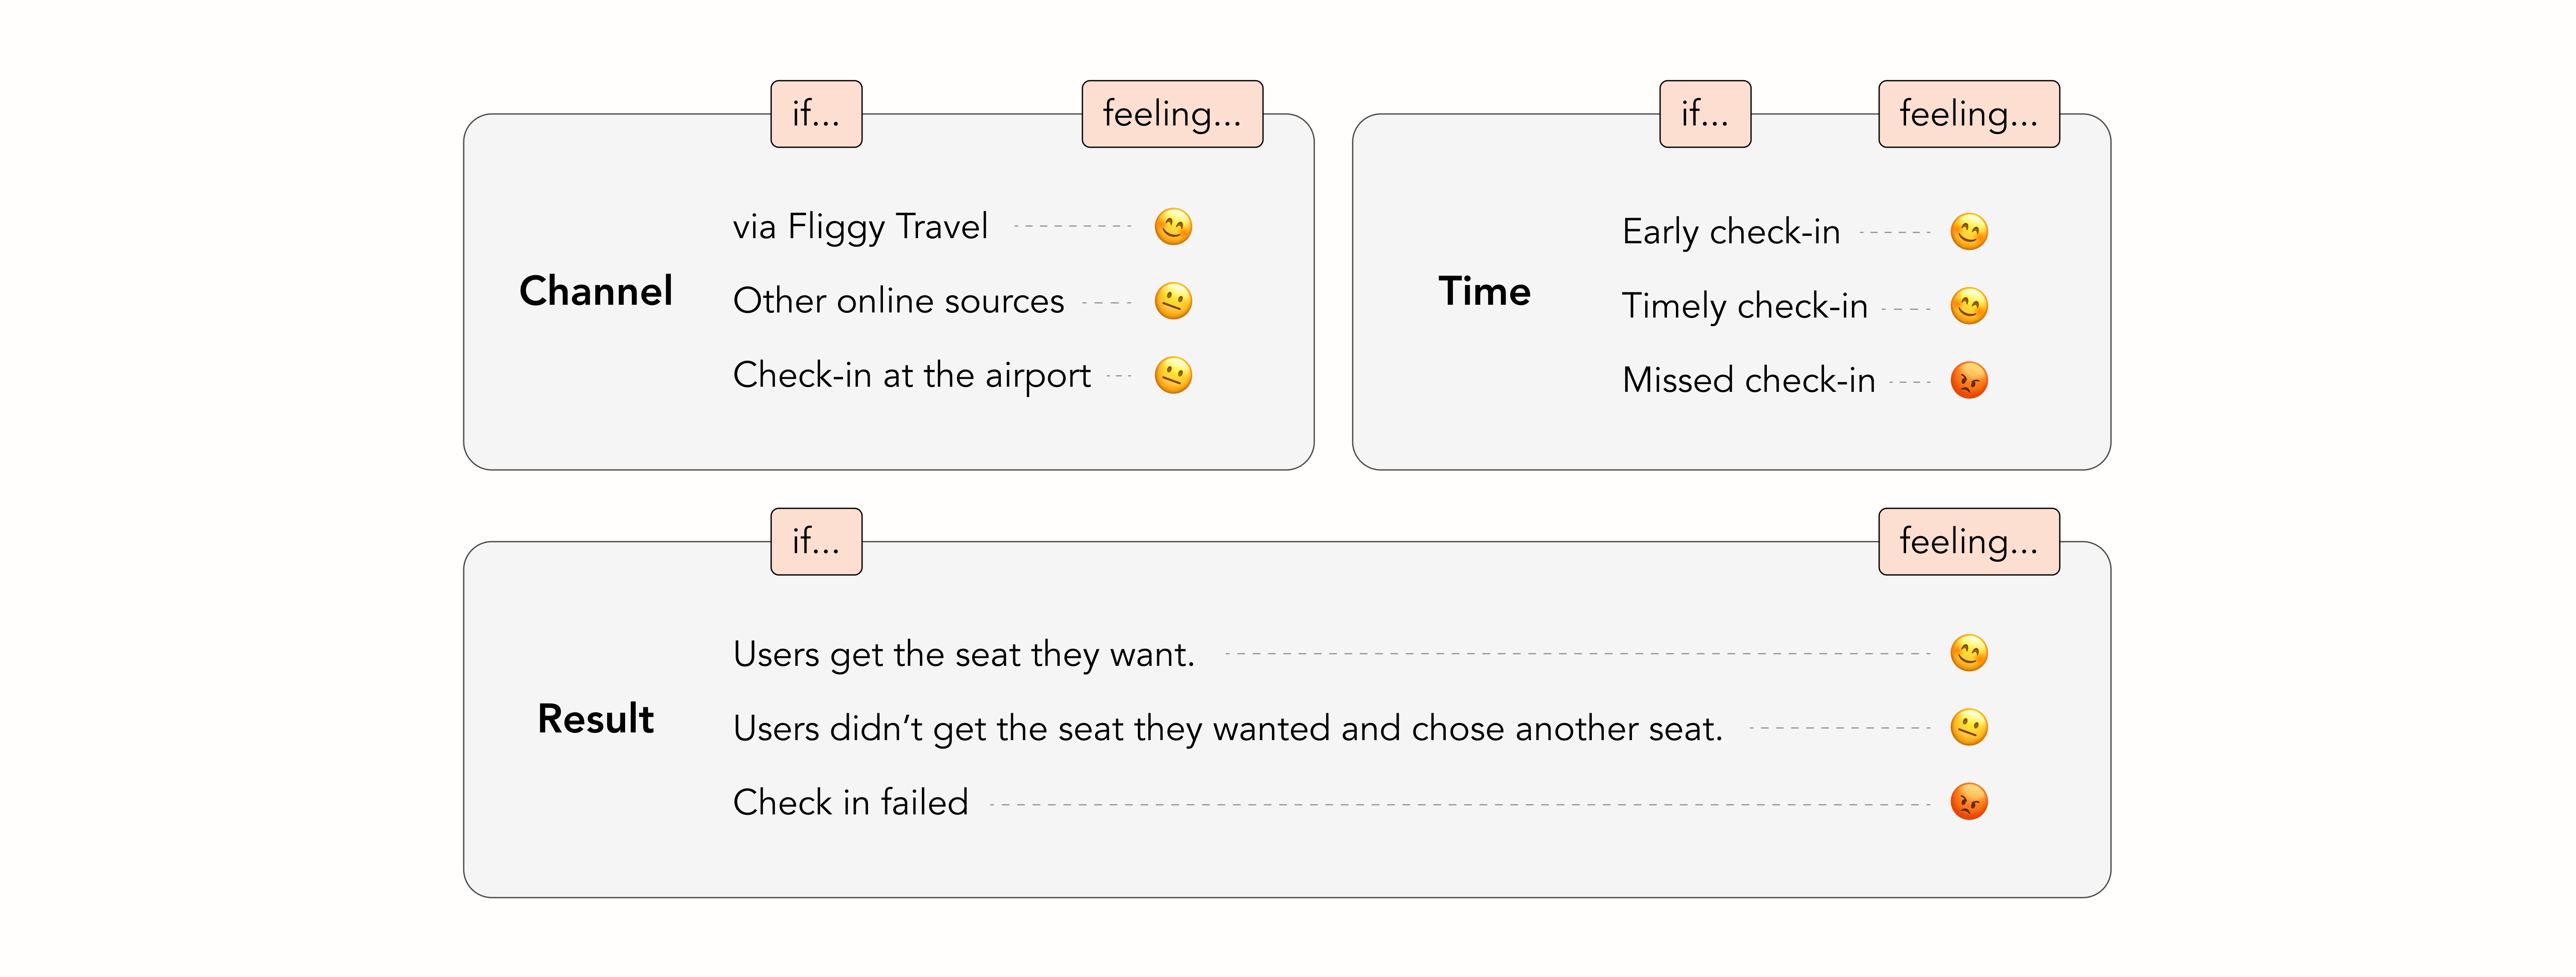 if...
feeling...
Channel
via Fliggy Travel
Other online sources
Check-in at the airport
if...
feeling...
Time
Early check-in
Timely check-in
Missed check-in
if...
feeling...
Result
Users get the seat they want.
Users didn’t get the seat they wanted and chose another seat.
Check in failed